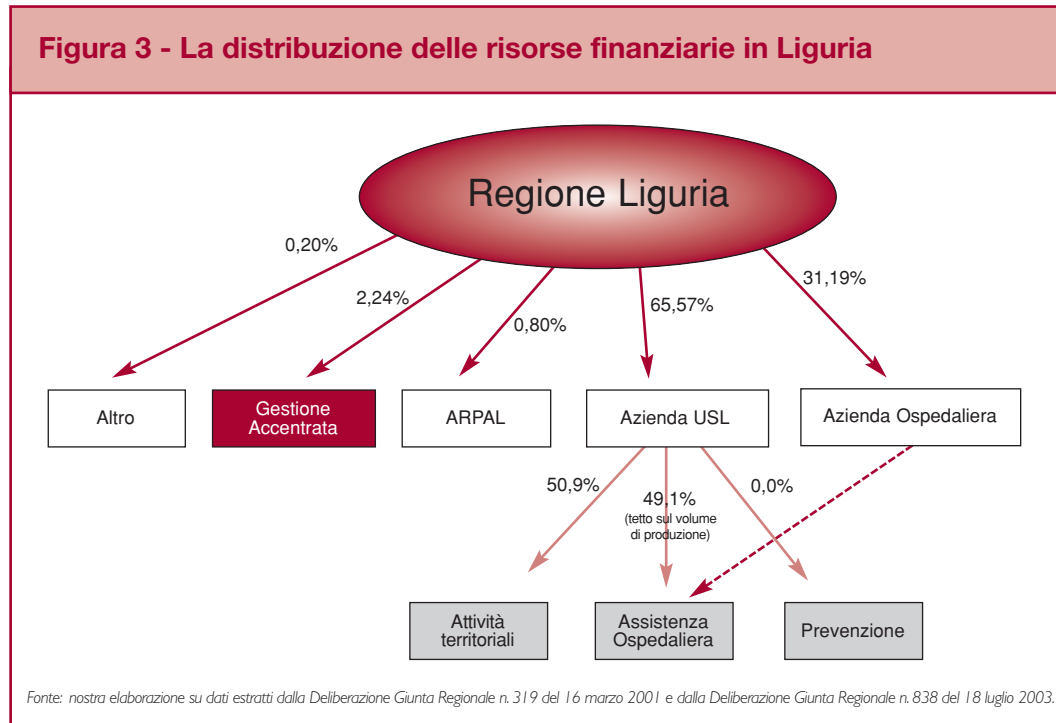 Figura 3 - La distribuzione delle risorse finanziarie in Liguria
Regione Liguria
0,20%
2,24%
0,80%
65,57%
31,19%
Altro
Gestione
Accentrata
ARPAL
Azienda USL
Azienda Ospedaliera
50,9%
49,1%
(tetto sul volume
di produzione)
0,0%
Attività
territoriali
Assistenza
Ospedaliera
Prevenzione
Fonte: nostra elaborazione su dati estratti dalla Deliberazione Giunta Regionale n. 319 del 16 marzo 2001 e dalla Deliberazione Giunta Regionale n. 838 del 18 luglio 2003.